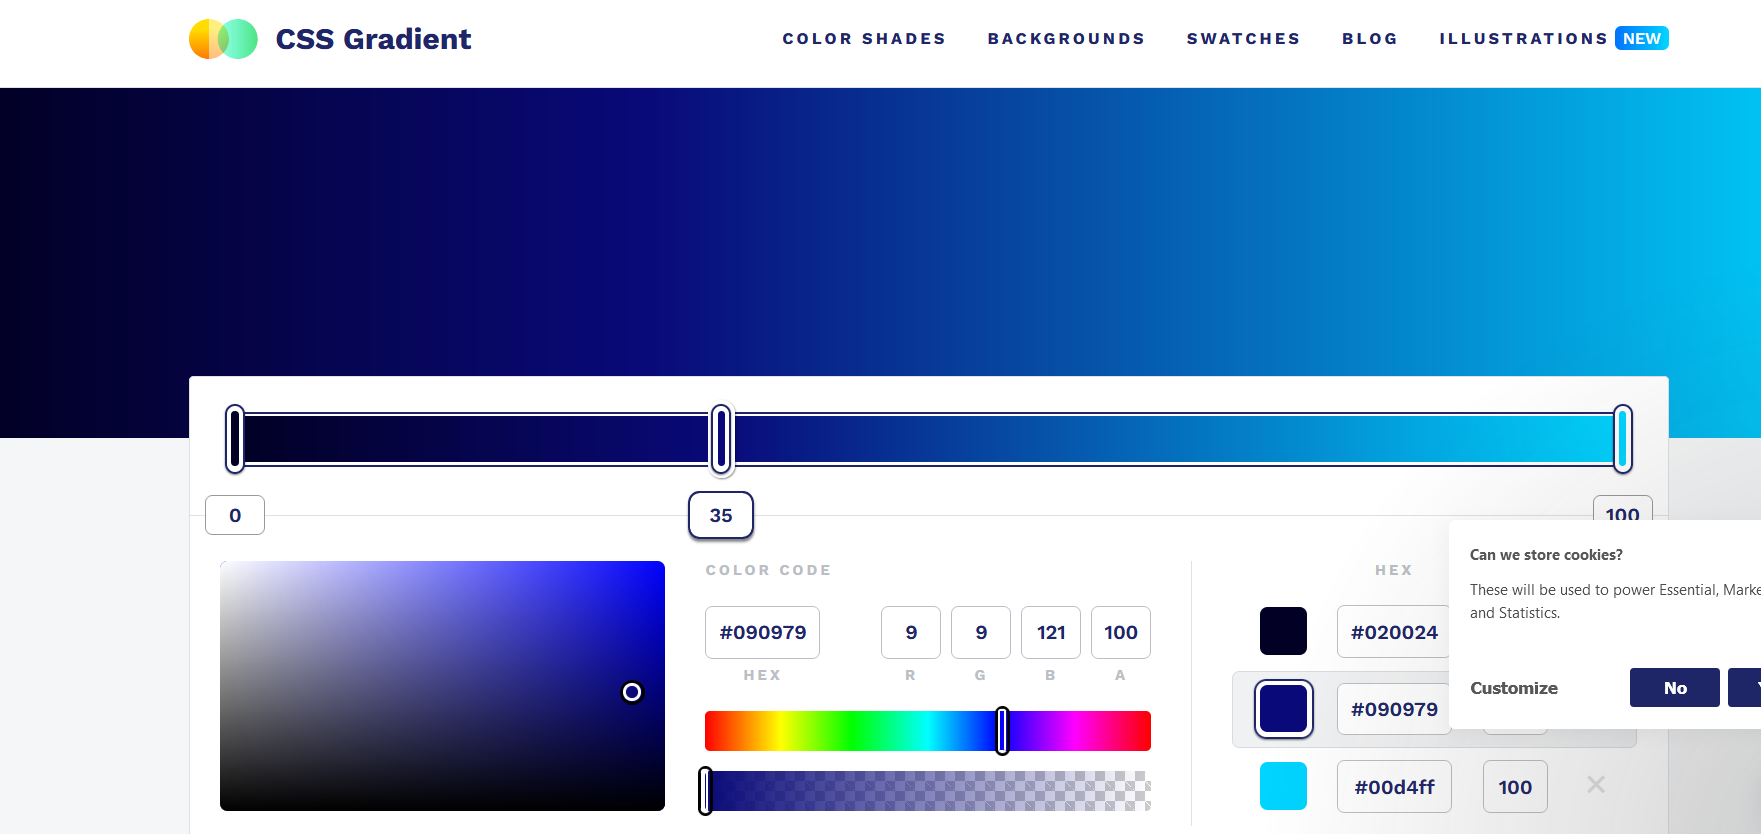 CSS Gradient
COLOR SHADES BACKGROUNDS SWATCHES BLOG ILLUSTRATIONS NEW
0 35 100
COLOR CODE
HEX
#090979 9 9 121 100
HEX R G B A
#020024
#090979
#00d4ff 100
Can we store cookies?
These will be used to power Essential,
and Statistics.
Customize No